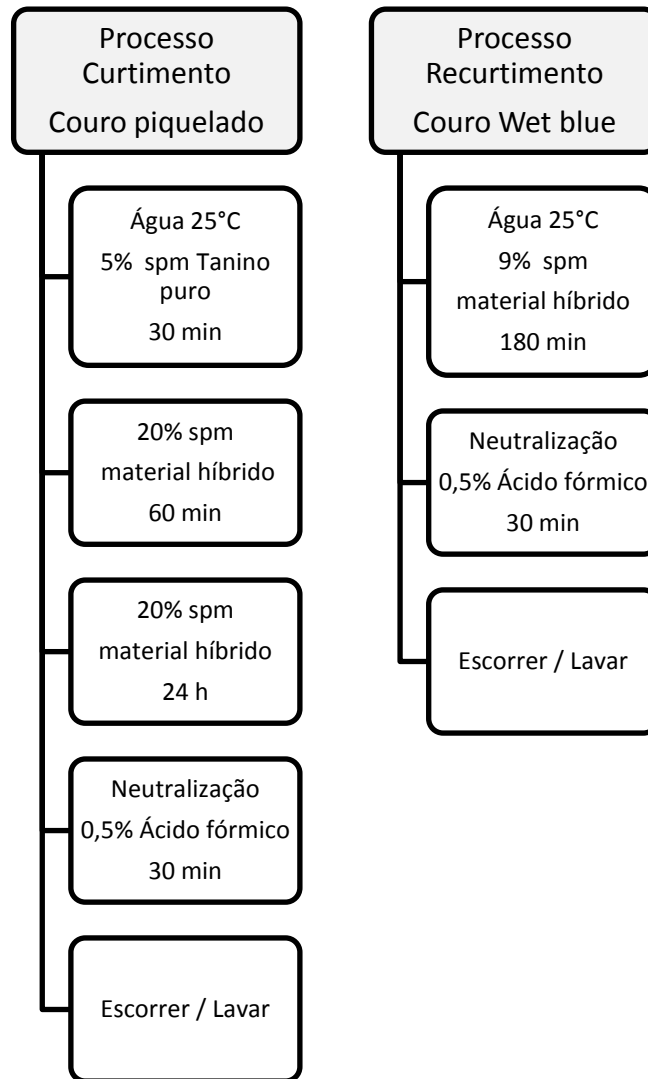 Processo
Curtimento
Couro piquelado
Água 25°C
5% spm Tanino
puro
30 min
20% spm
material híbrido
60 min
20% spm
material híbrido
24 h
Neutralização
0,5% Ácido fórmico
30 min
Escorrer / Lavar
Processo
Recurtimento
Couro Wet blue
Água 25°C
9% spm
material híbrido
180 min
Neutralização
0,5% Ácido fórmico
30 min
Escorrer / Lavar